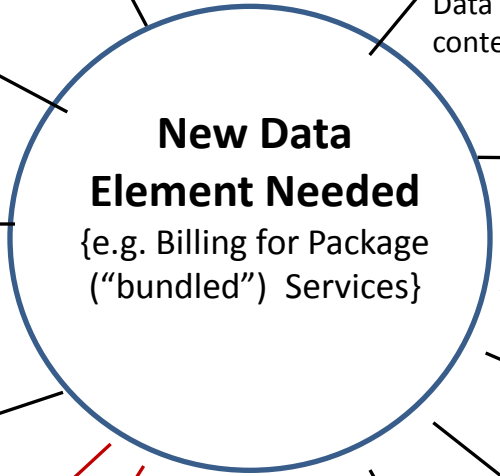 Data
conte
New Data
Element Needed
{e.g. Billing for Package
(“bundled”) Services}